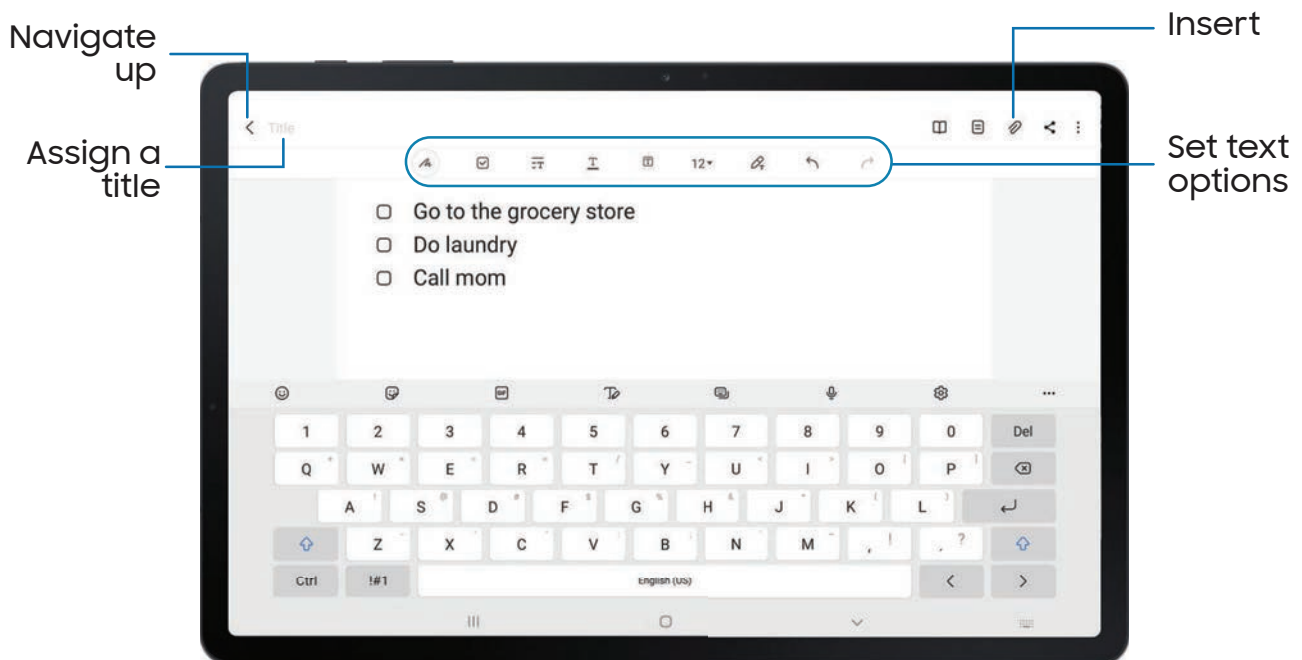 Navigate
up
Insert
Title
Assign a
title
Set text
options
12
Go to the grocery store
Do laundry
Call mom
GIF
1 2 3 4 5 6 7 8 9 0 Del
Q W E R T Y U I O P
A S D F G H J K L
Z X C V B N M , ! . ?
Ctrl !#1 English (US) < >